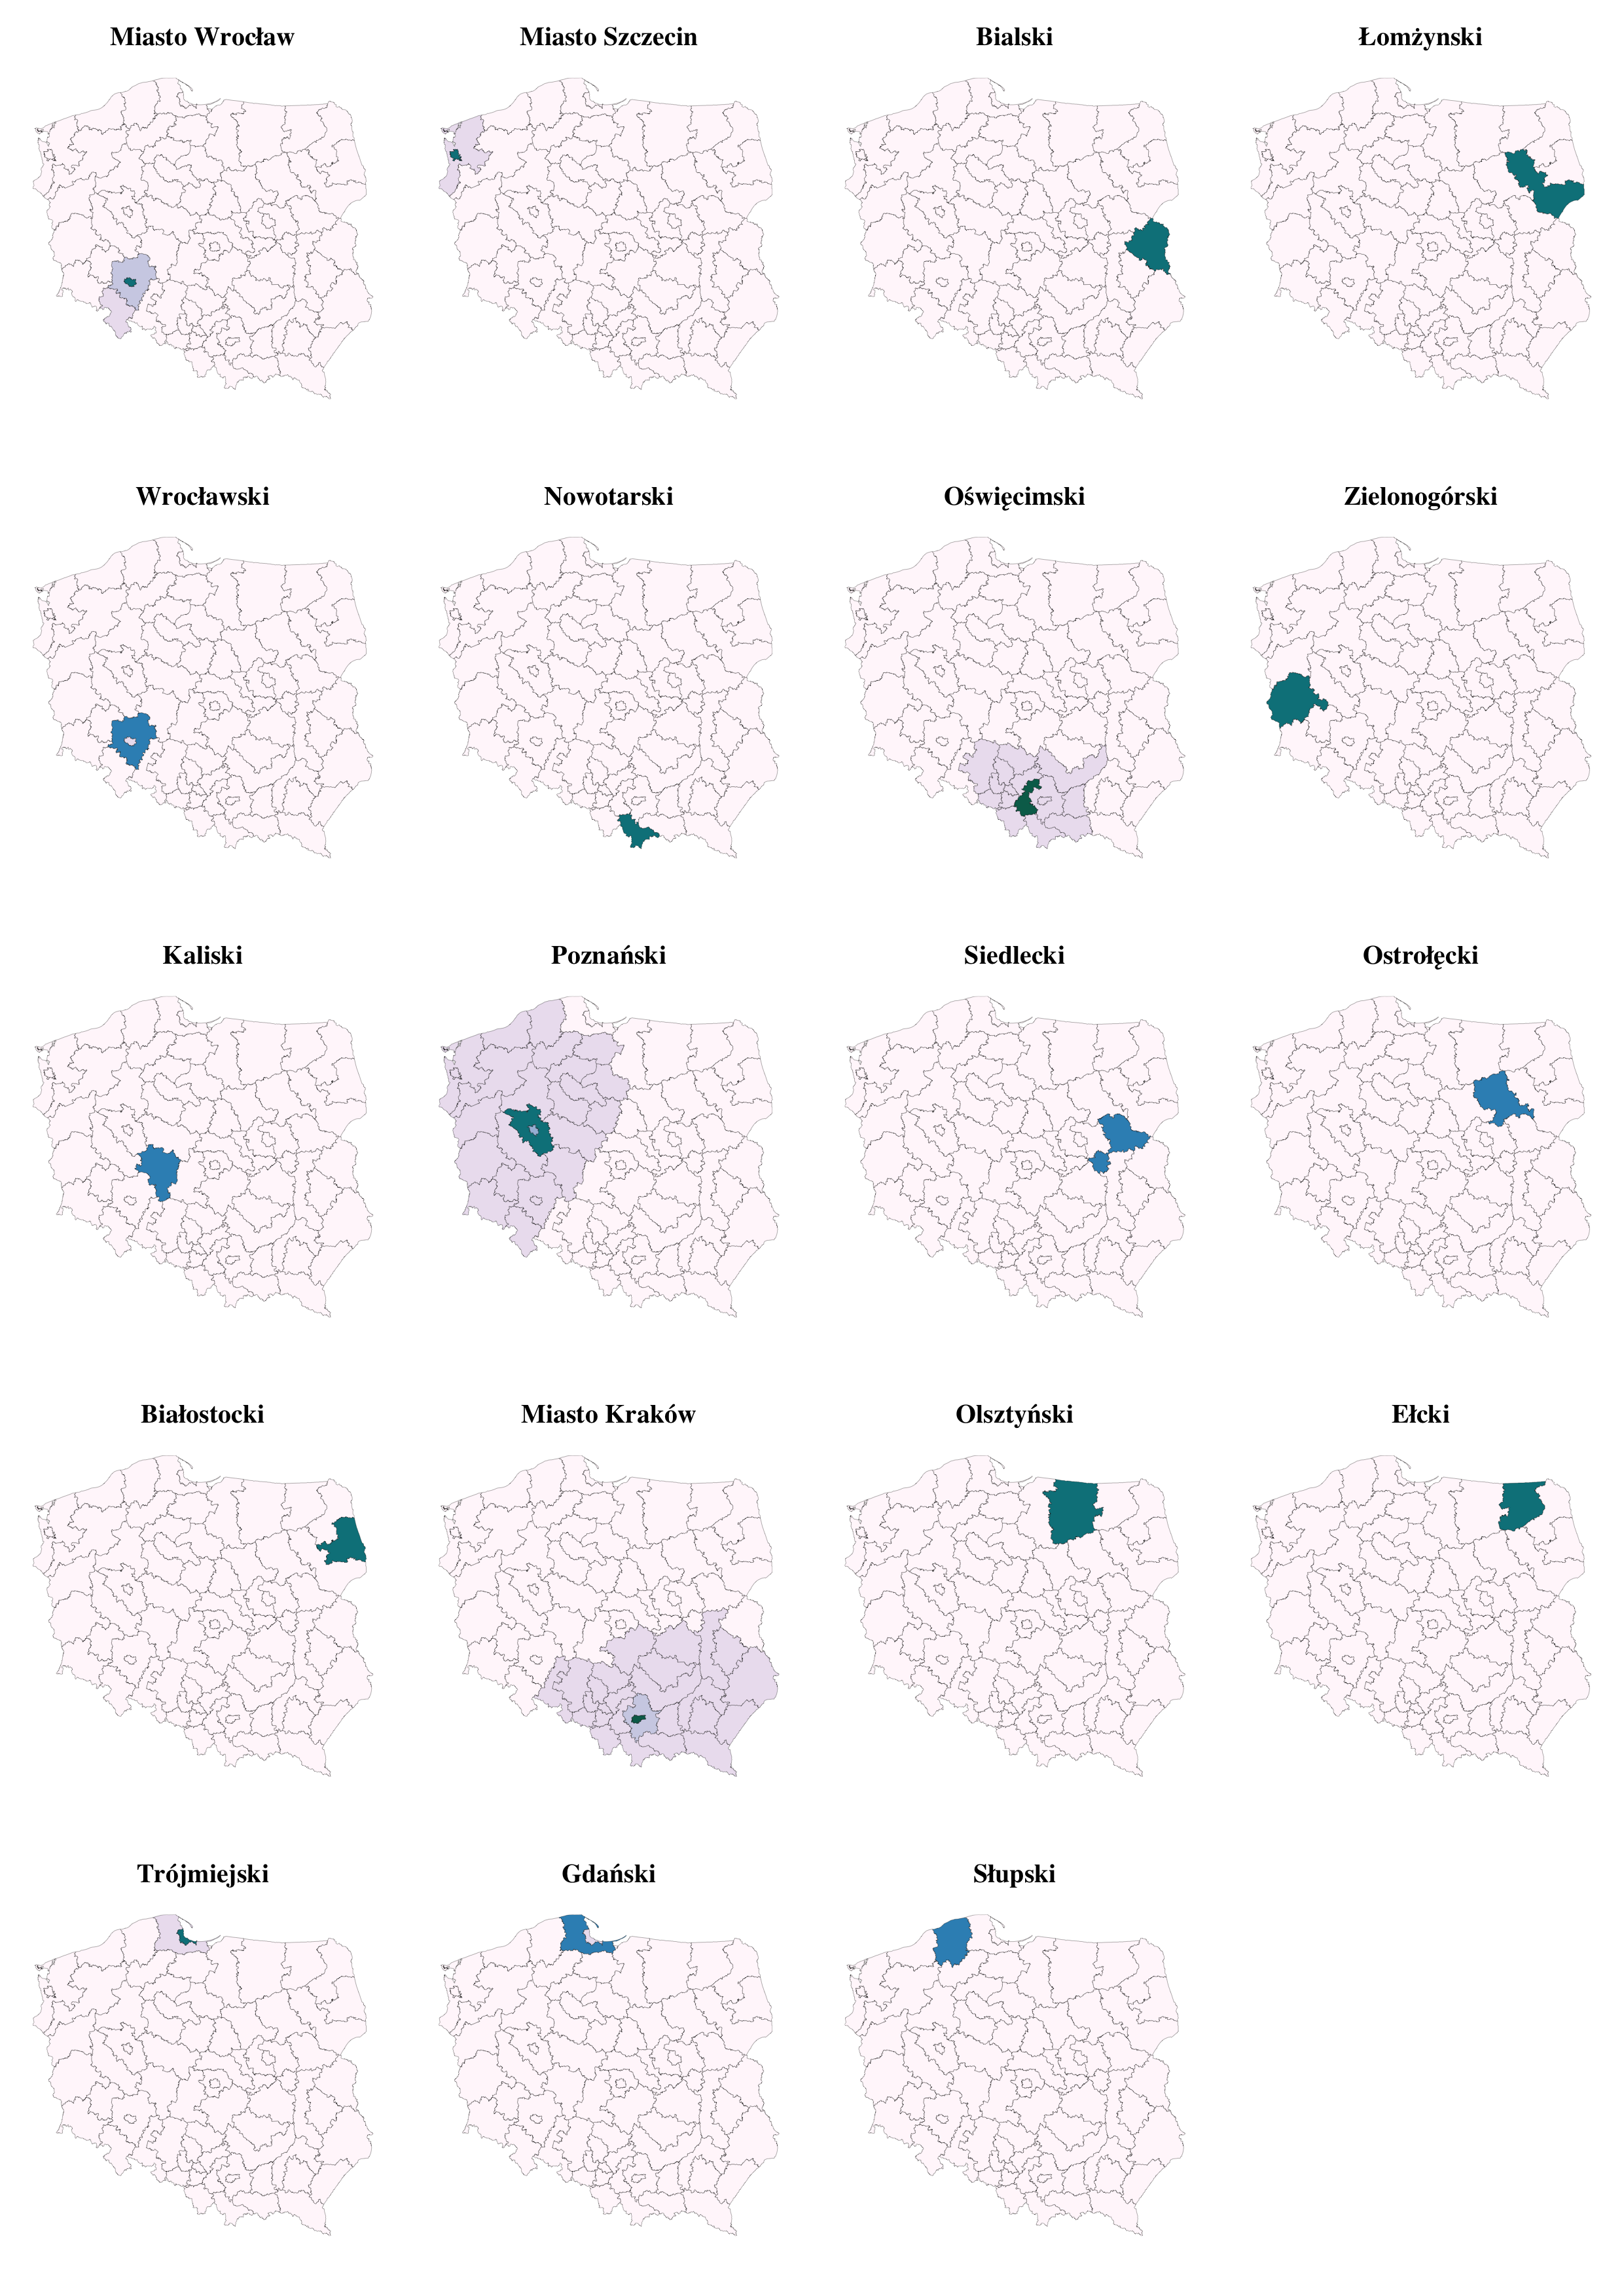 Miasto Wrocław
Miasto Szczecin
Bialski
Łomżynski
Wrocławski
Nowotarski
Oświęcimski
Zielonogórski
Kaliski
Poznański
Siedlecki
Ostrołęcki
Białostocki
Miasto Kraków
Olsztyński
Ełcki
Trójmiejski
Gdański
Słupski